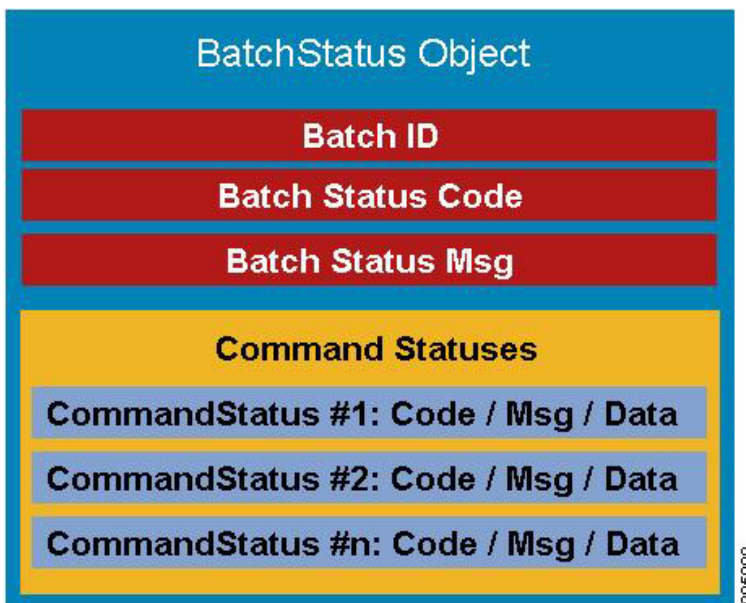 BatchStatus Object
Batch ID
Batch Status Code
Batch Status Msg
Command Statuses
CommandStatus #1: Code / Msg / Data
CommandStatus #2: Code / Msg / Data
CommandStatus #n: Code / Msg / Data